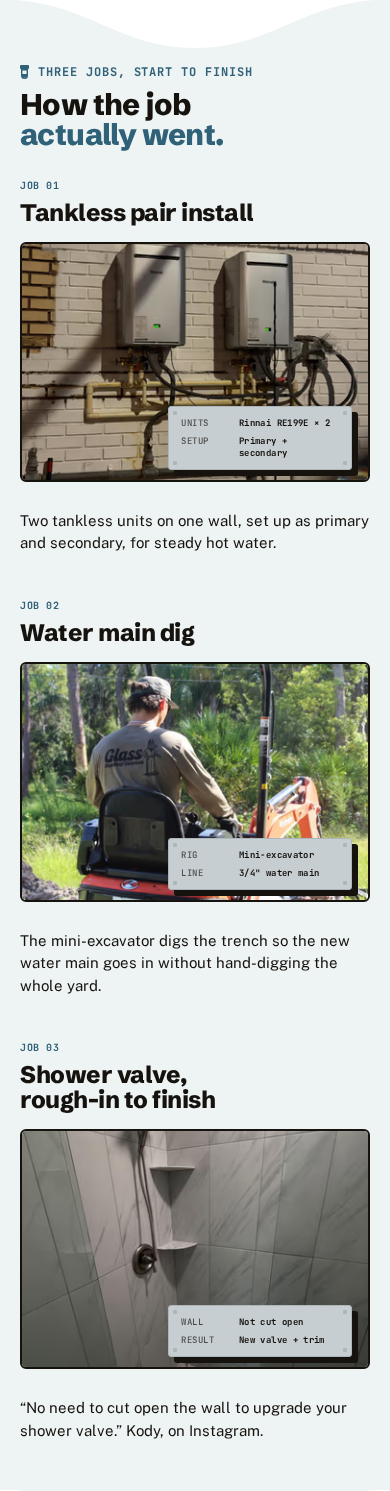 THREE JOBS, START TO FINISH
How the job
actually went.
JOB 01
Tankless pair install
UNITS Rinnai RE199E × 2
SETUP Primary +
secondary
Two tankless units on one wall, set up as primary
and secondary, for steady hot water.
JOB 02
Water main dig
Glass
RIG Mini-excavator
LINE 3/4" water main
The mini-excavator digs the trench so the new
water main goes in without hand-digging the
whole yard.
JOB 03
Shower valve,
rough-in to finish
WALL Not cut open
RESULT New valve + trim
“No need to cut open the wall to upgrade your
shower valve.” Kody, on Instagram.